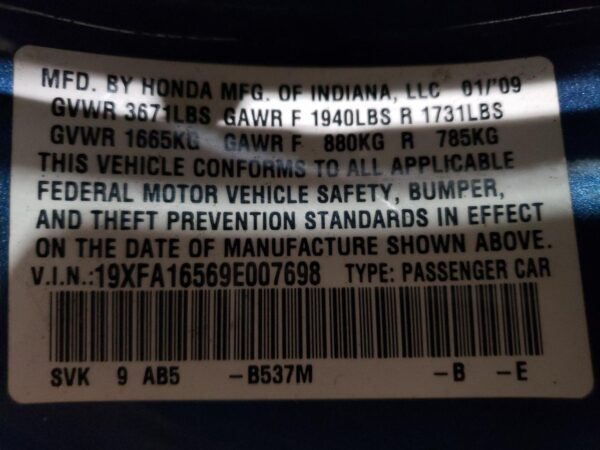 MFD. BY HONDA MFG. OF INDIANA, LLC 01/'09
GVWR 3671LBS GAWR F 1940LBS R 1731LBS
GVWR 1665KG GAWR F 880KG R 785KG
THIS VEHICLE CONFORMS TO ALL APPLICABLE
FEDERAL MOTOR VEHICLE SAFETY, BUMPER,
AND THEFT PREVENTION STANDARDS IN EFFECT
ON THE DATE OF MANUFACTURE SHOWN ABOVE.
V.I.N.:19XFA16569E007698 TYPE: PASSENGER CAR
SVK 9 AB5 -B537M -B -E